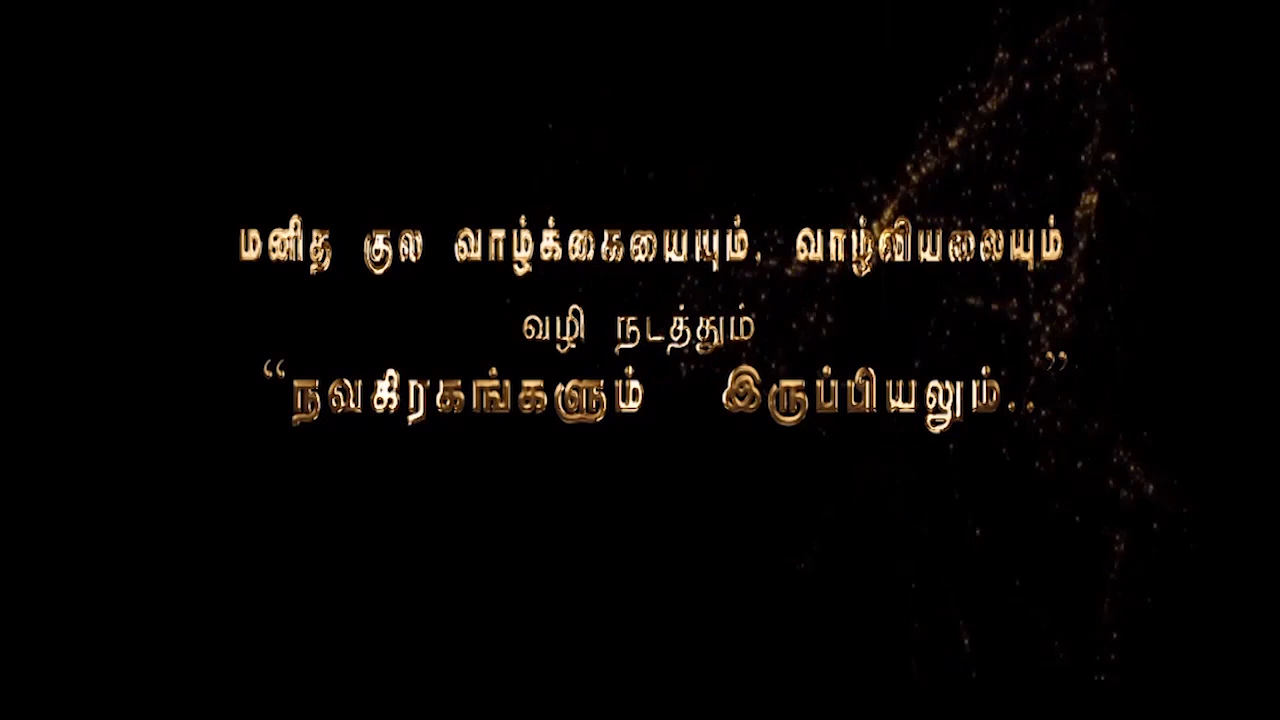 மனித குல வாழ்க்கையையும், வாழ்வியலையும்
வழி நடத்தும்
“நவகிரகங்களும் இருப்பியலும்..”